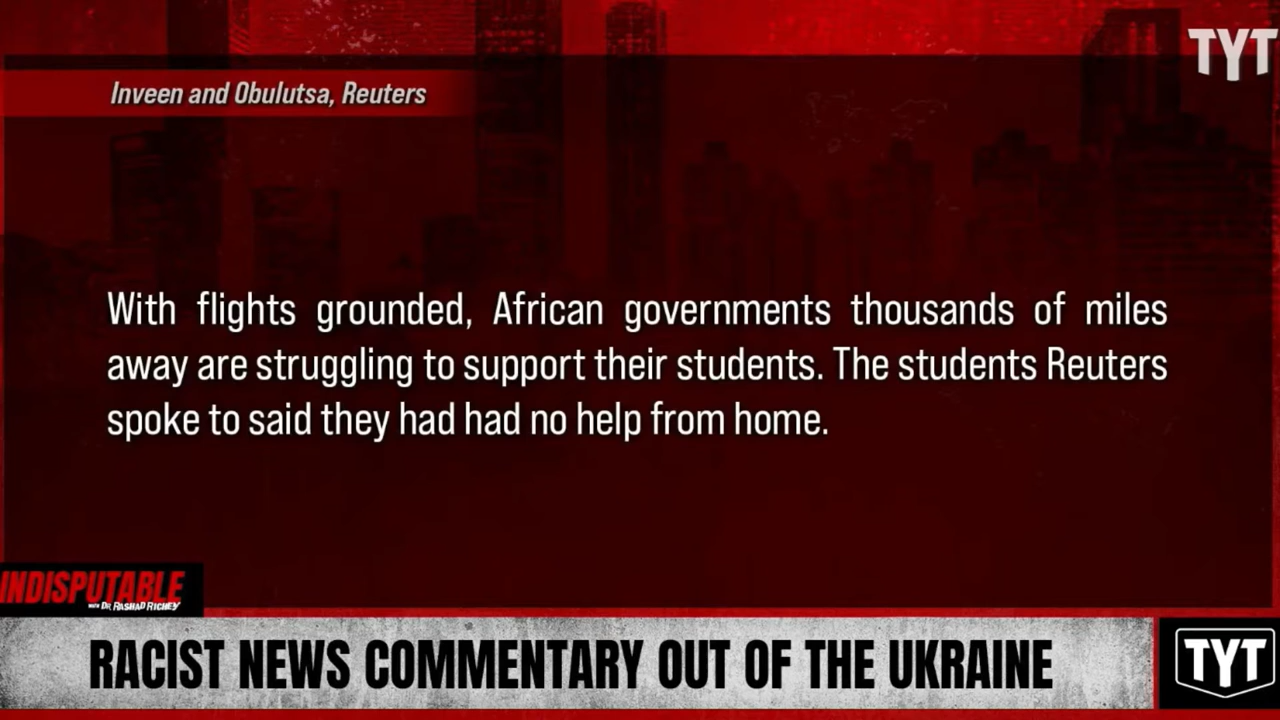 TYT
Inveen and Obulutsa, Reuters
With flights grounded, African governments thousands of miles
away are struggling to support their students. The students Reuters
spoke to said they had had no help from home.
INDISPUTABLE
WITH DR. RASHAD RICHEY
RACIST NEWS COMMENTARY OUT OF THE UKRAINE
TYT